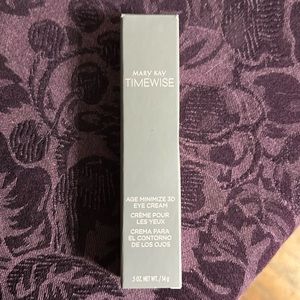 MARY KAY
TIMEWISE
AGE MINIMIZE 3D
EYE CREAM
CRÈME POUR
LES YEUX
CREMA PARA
EL CONTORNO
DE LOS OJOS
.5 OZ. NET WT. / 14 g